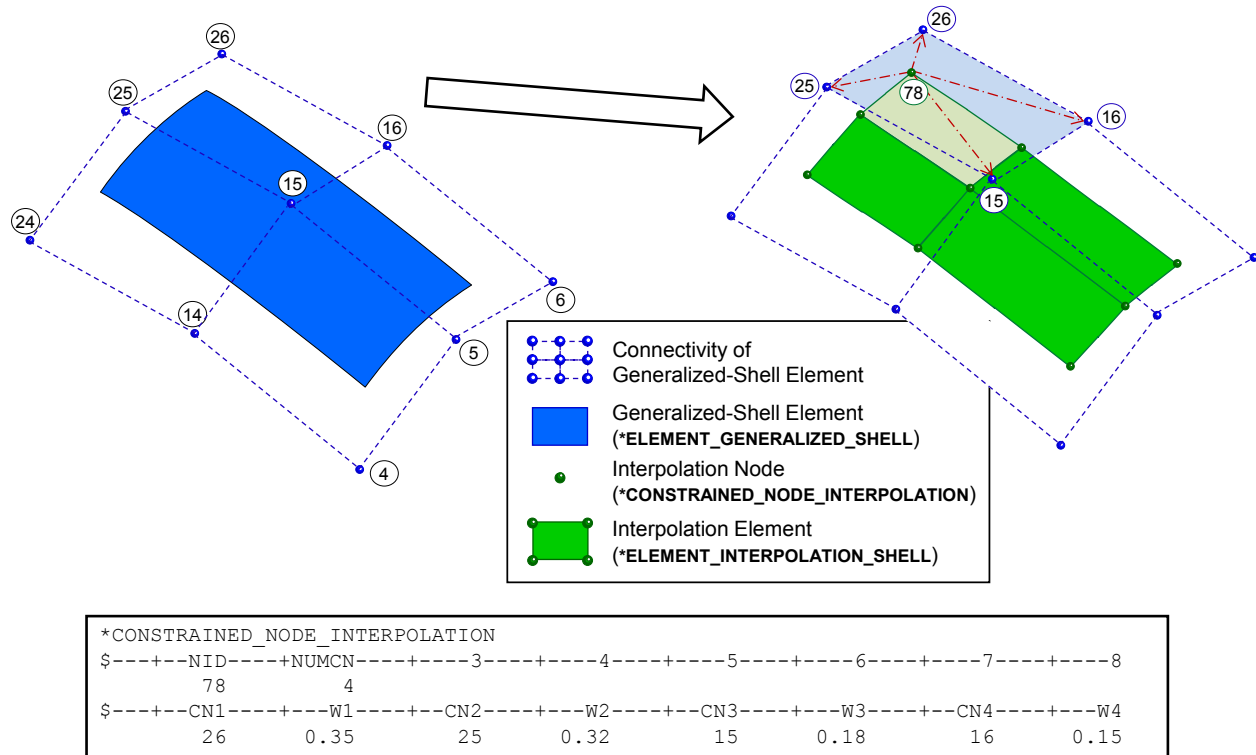 26
25
16
15
24
14
6
5
4
26
25
78
16
15
Connectivity of
Generalized-Shell Element
Generalized-Shell Element
(*ELEMENT_GENERALIZED_SHELL)
Interpolation Node
(*CONSTRAINED_NODE_INTERPOLATION)
Interpolation Element
(*ELEMENT_INTERPOLATION_SHELL)
*CONSTRAINED_NODE_INTERPOLATION
$---+--NID----+NUMCN----+----3----+----4----+----5----+----6----+----7----+----8
78 4
$---+--CN1----+---W1----+--CN2----+---W2----+--CN3----+---W3----+--CN4----+---W4
26 0.35 25 0.32 15 0.18 16 0.15